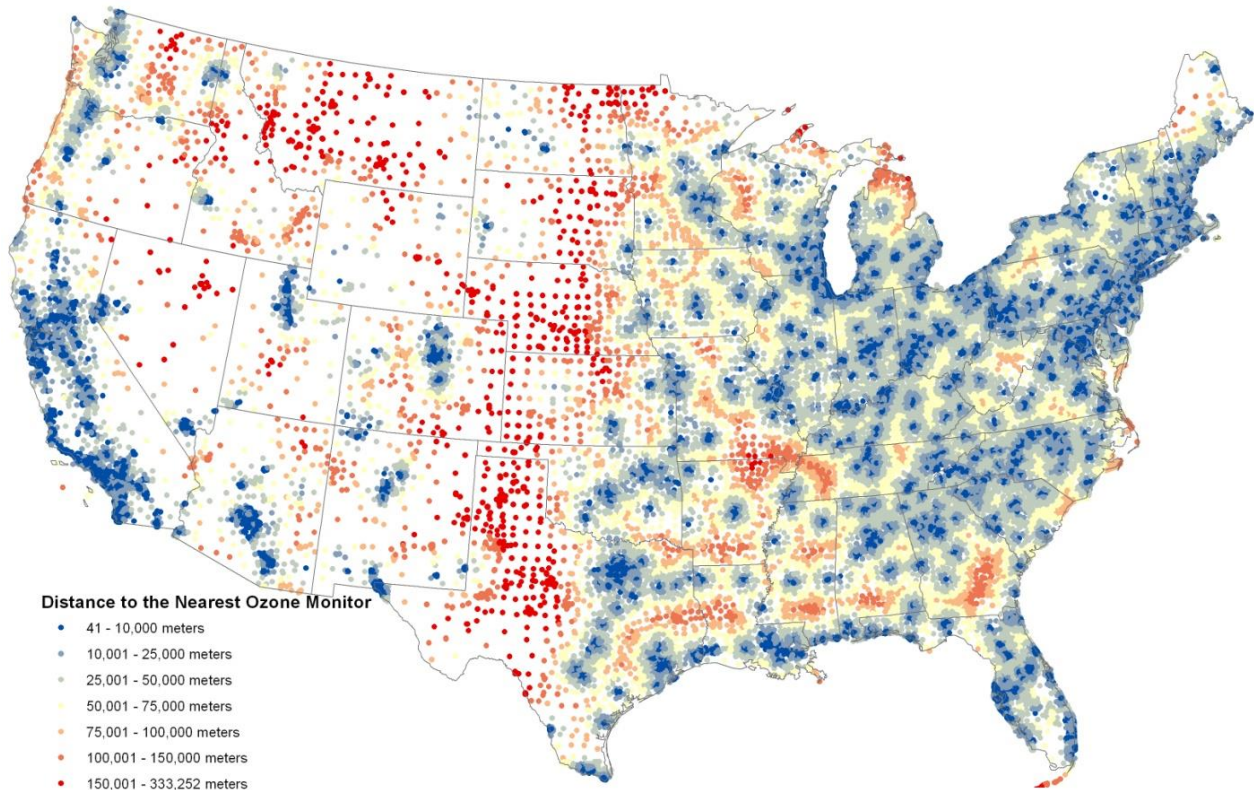 Distance to the Nearest Ozone Monitor
41 - 10,000 meters
10,001 - 25,000 meters
25,001 - 50,000 meters
50,001 - 75,000 meters
75,001 - 100,000 meters
100,001 - 150,000 meters
150,001 - 333,252 meters